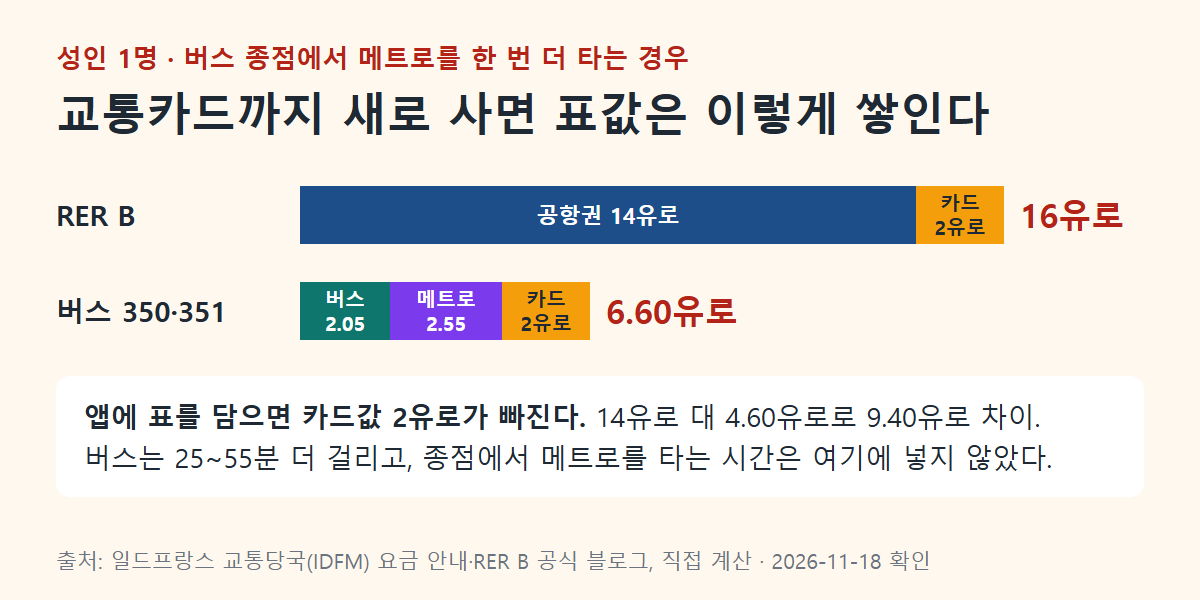 성인 1명 · 버스 종점에서 메트로를 한 번 더 타는 경우
교통카드까지 새로 사면 표값은 이렇게 쌓인다
RER B
공항권 14유로
카드
2유로
16유로
버스 350·351
버스
2.05
메트로
2.55
카드
2유로
6.60유로
앱에 표를 담으면 카드값 2유로가 빠진다. 14유로 대 4.60유로로 9.40유로 차이.
버스는 25~55분 더 걸리고, 종점에서 메트로를 타는 시간은 여기에 넣지 않았다.
출처: 일드프랑스 교통당국(IDFM) 요금 안내·RER B 공식 블로그, 직접 계산 · 2026-11-18 확인